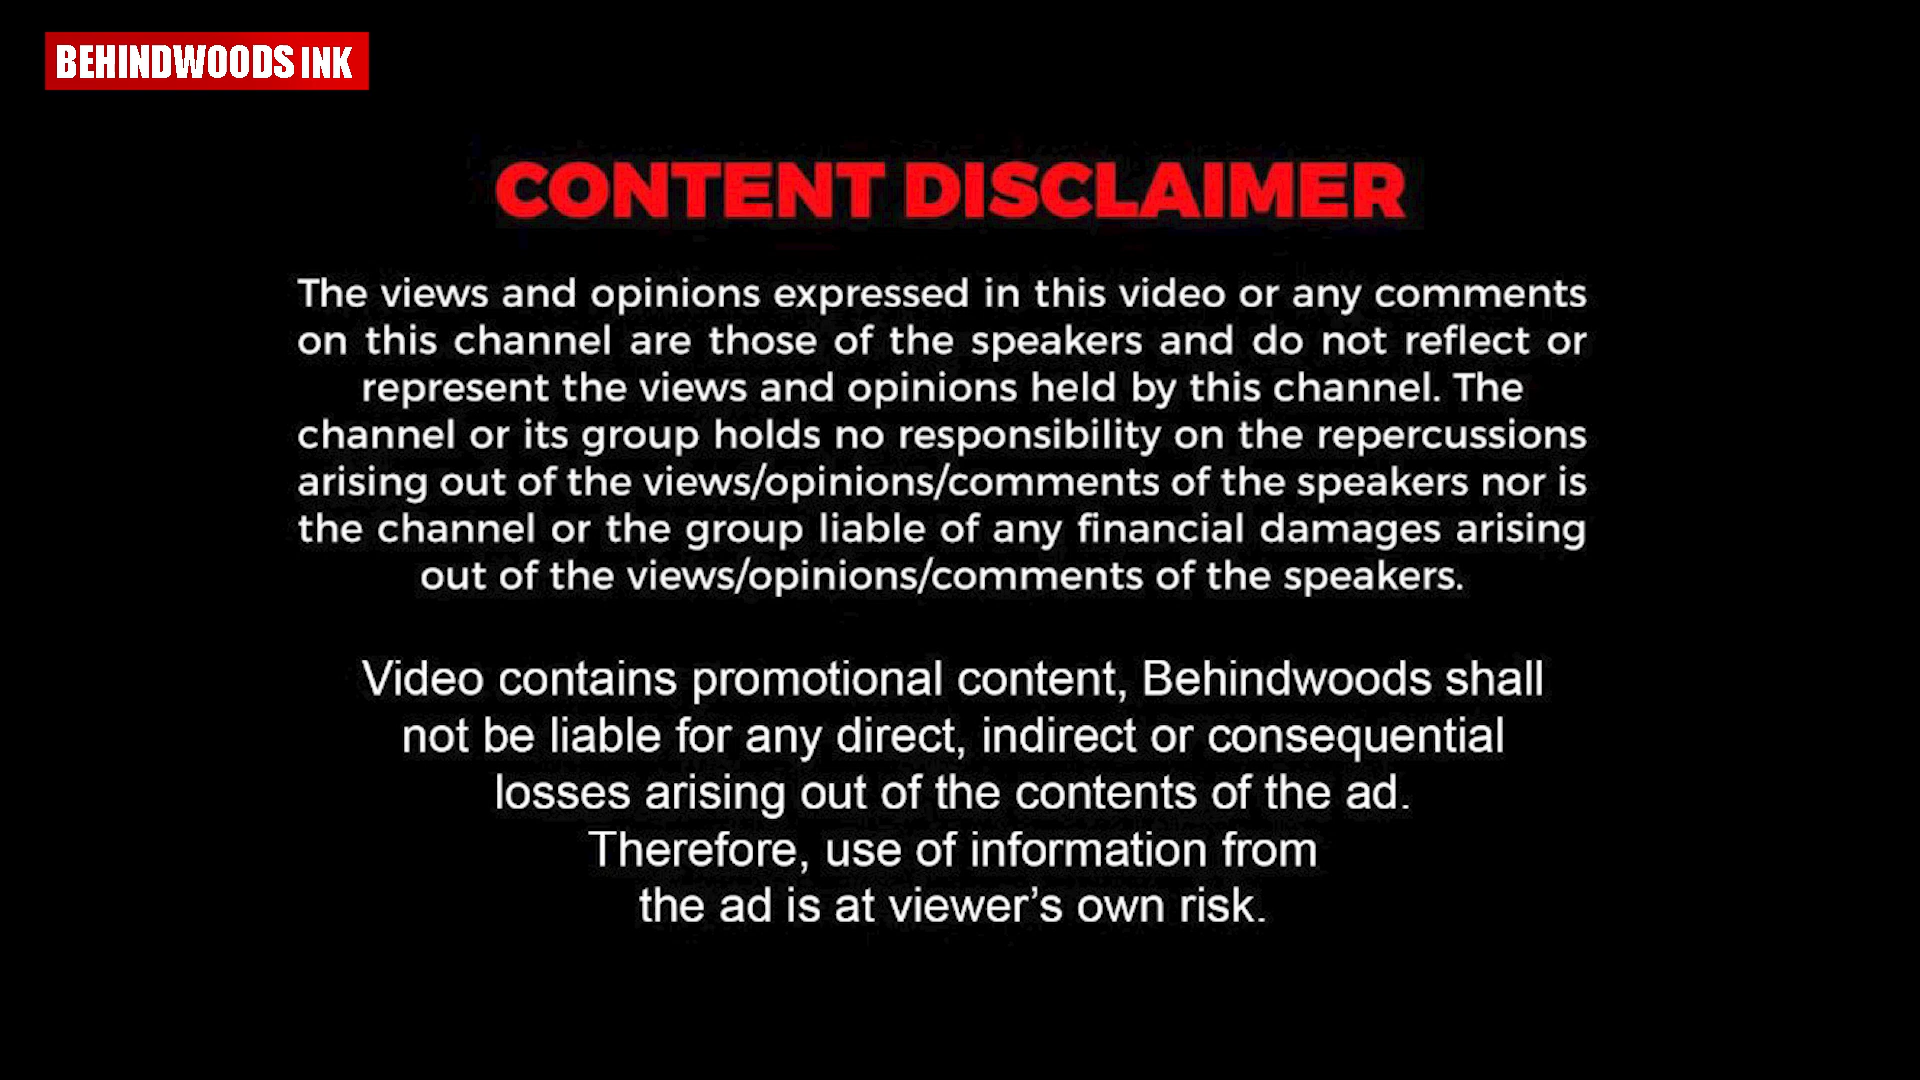 BEHINDWOODS INK
CONTENT DISCLAIMER
The views and opinions expressed in this video or any comments
on this channel are those of the speakers and do not reflect or
represent the views and opinions held by this channel. The
channel or its group holds no responsibility on the repercussions
arising out of the views/opinions/comments of the speakers nor is
the channel or the group liable of any financial damages arising
out of the views/opinions/comments of the speakers.
Video contains promotional content, Behindwoods shall
not be liable for any direct, indirect or consequential
losses arising out of the contents of the ad.
Therefore, use of information from
the ad is at viewer’s own risk.